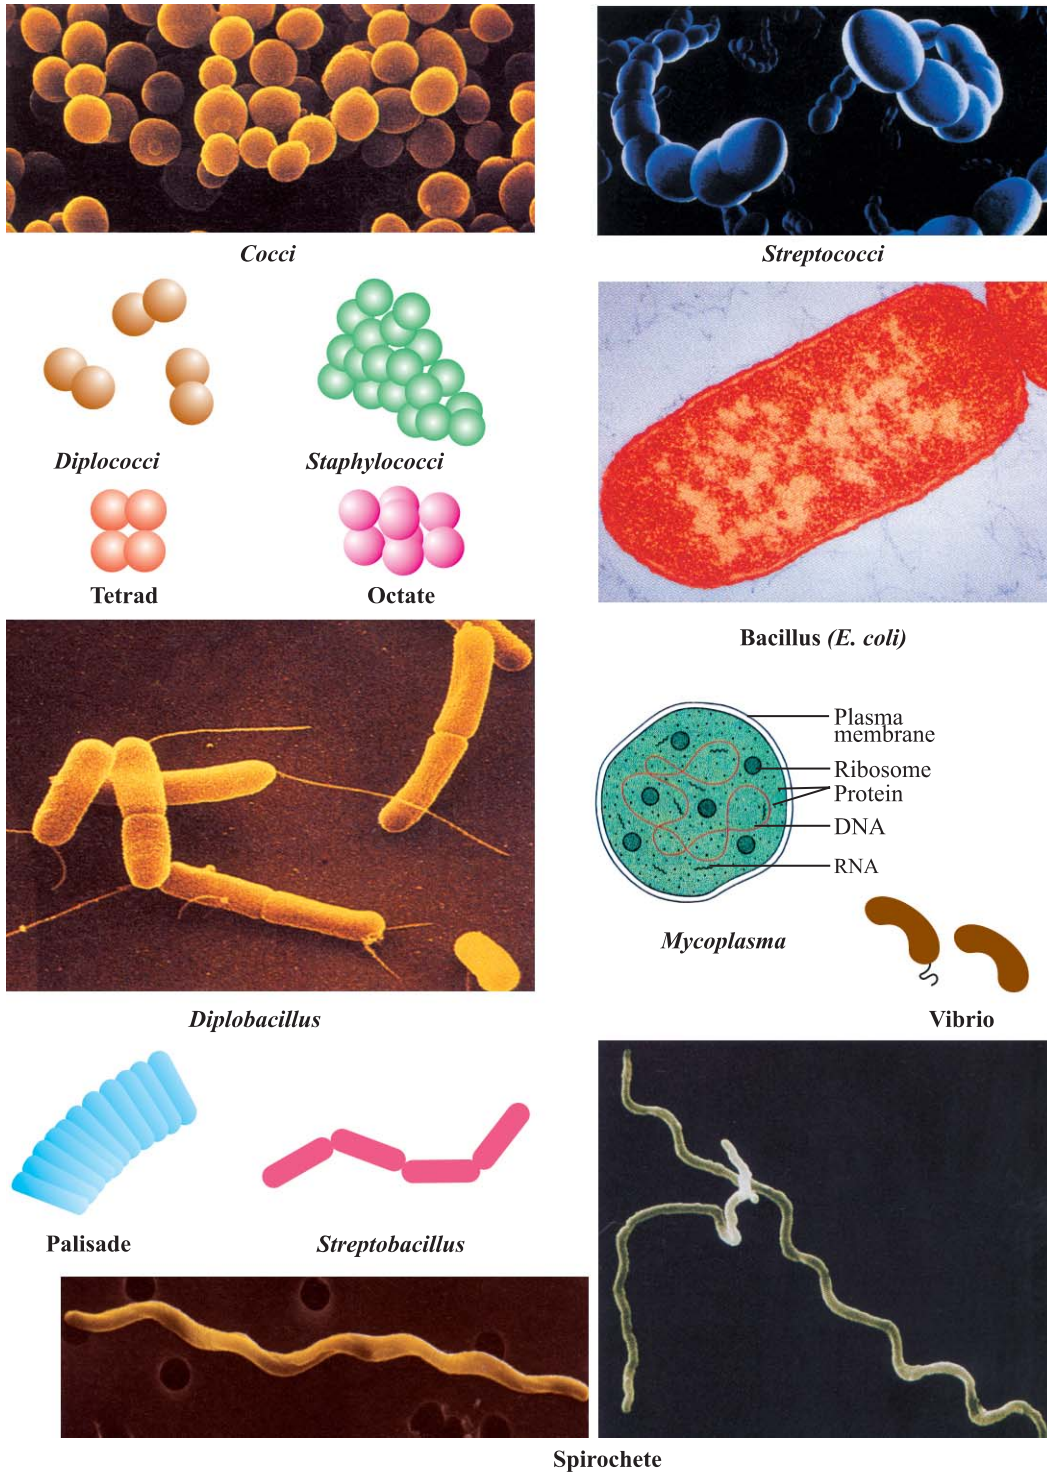 Cocci
Streptococci
Diplococci
Staphylococci
Tetrad
Octate
Bacillus (E. coli)
Plasma
membrane
Ribosome
Protein
DNA
RNA
Mycoplasma
Vibrio
Diplobacillus
Palisade
Streptobacillus
Spirochete